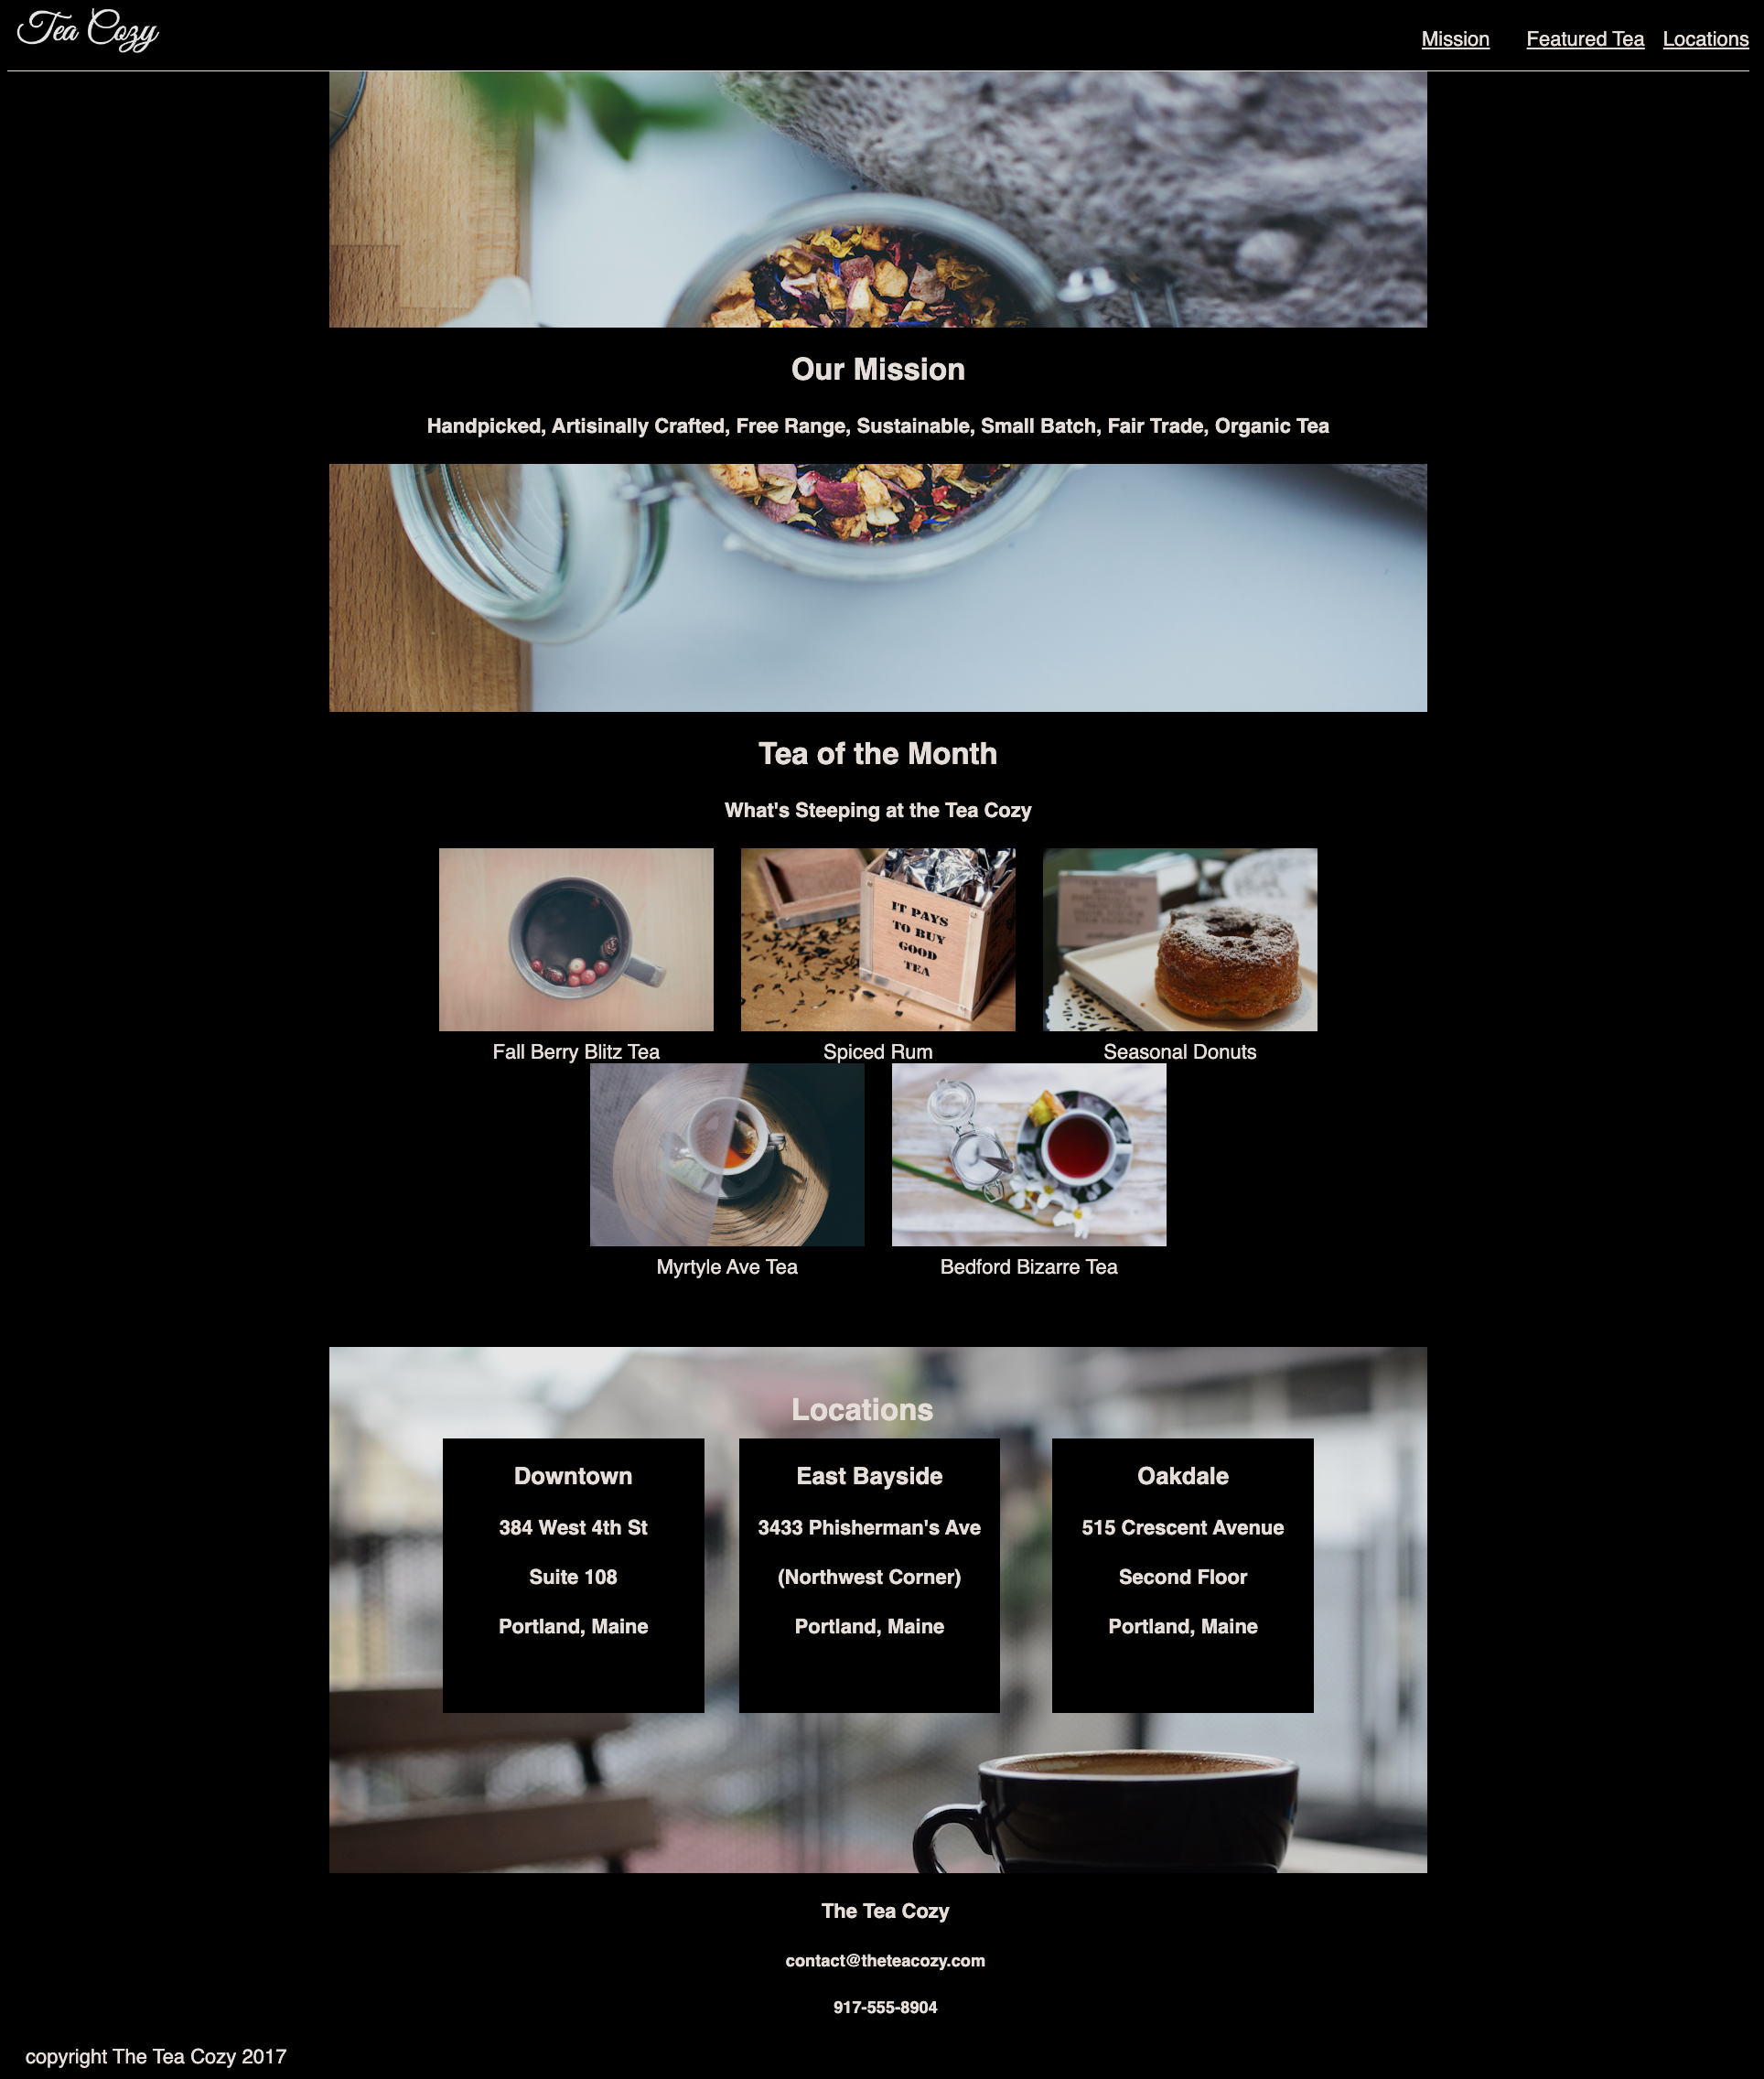 Tea Cozy
Mission Featured Tea Locations
Our Mission
Handpicked, Artisinally Crafted, Free Range, Sustainable, Small Batch, Fair Trade, Organic Tea
Tea of the Month
What's Steeping at the Tea Cozy
IT PAYS
TO BUY
GOOD
TEA
Fall Berry Blitz Tea
Spiced Rum
Seasonal Donuts
Myrtyle Ave Tea
Bedford Bizarre Tea
Locations
Downtown
384 West 4th St
Suite 108
Portland, Maine
East Bayside
3433 Phisherman's Ave
(Northwest Corner)
Portland, Maine
Oakdale
515 Crescent Avenue
Second Floor
Portland, Maine
The Tea Cozy
contact@theteacozy.com
917-555-8904
copyright The Tea Cozy 2017